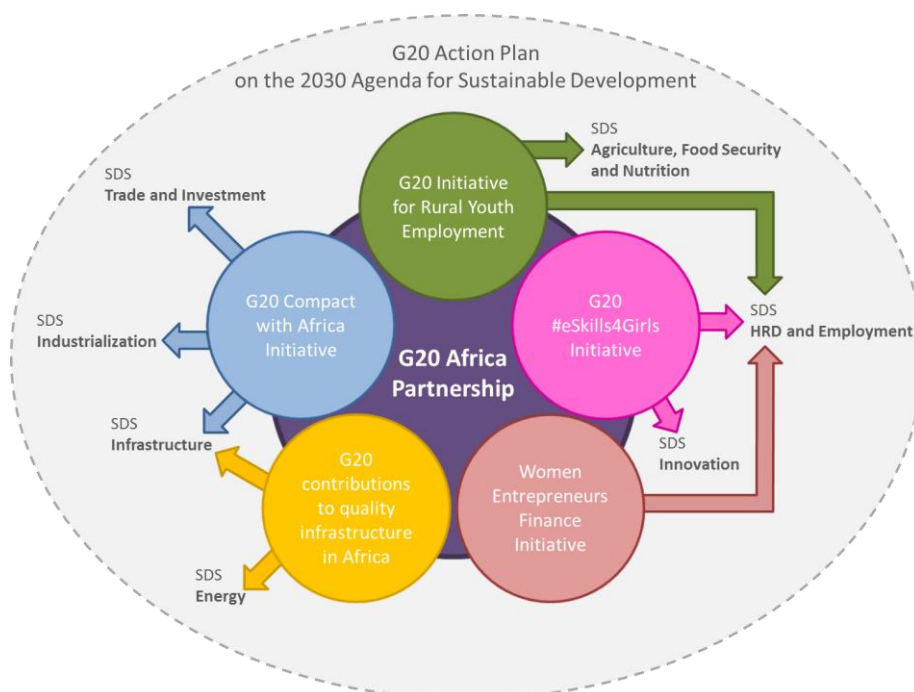 G20 Action Plan
on the 2030 Agenda for Sustainable Development
SDS
Agriculture, Food Security
and Nutrition
G20 Initiative
for Rural Youth
Employment
SDS
Trade and Investment
G20 Compact
with Africa
Initiative
G20
#eSkills4Girls
Initiative
SDS
HRD and Employment
SDS
Industrialization
G20 Africa
Partnership
SDS
Infrastructure
SDS
Innovation
G20
contributions
to quality
infrastructure
in Africa
Women
Entrepreneurs
Finance
Initiative
SDS
Energy